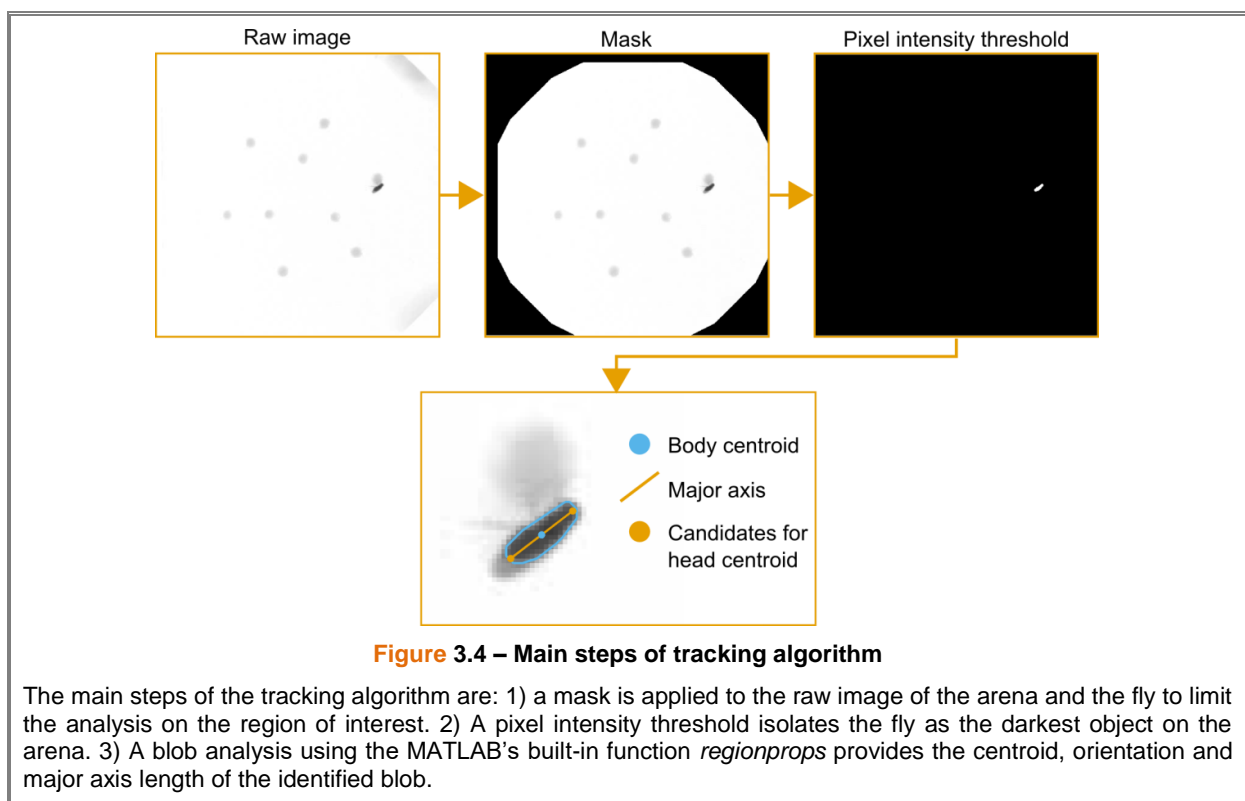 Raw image
Mask
Pixel intensity threshold
Body centroid
Major axis
Candidates for
head centroid
Figure 3.4 – Main steps of tracking algorithm
The main steps of the tracking algorithm are: 1) a mask is applied to the raw image of the arena and the fly to limit
the analysis on the region of interest. 2) A pixel intensity threshold isolates the fly as the darkest object on the
arena. 3) A blob analysis using the MATLAB's built-in function regionprops provides the centroid, orientation and
major axis length of the identified blob.